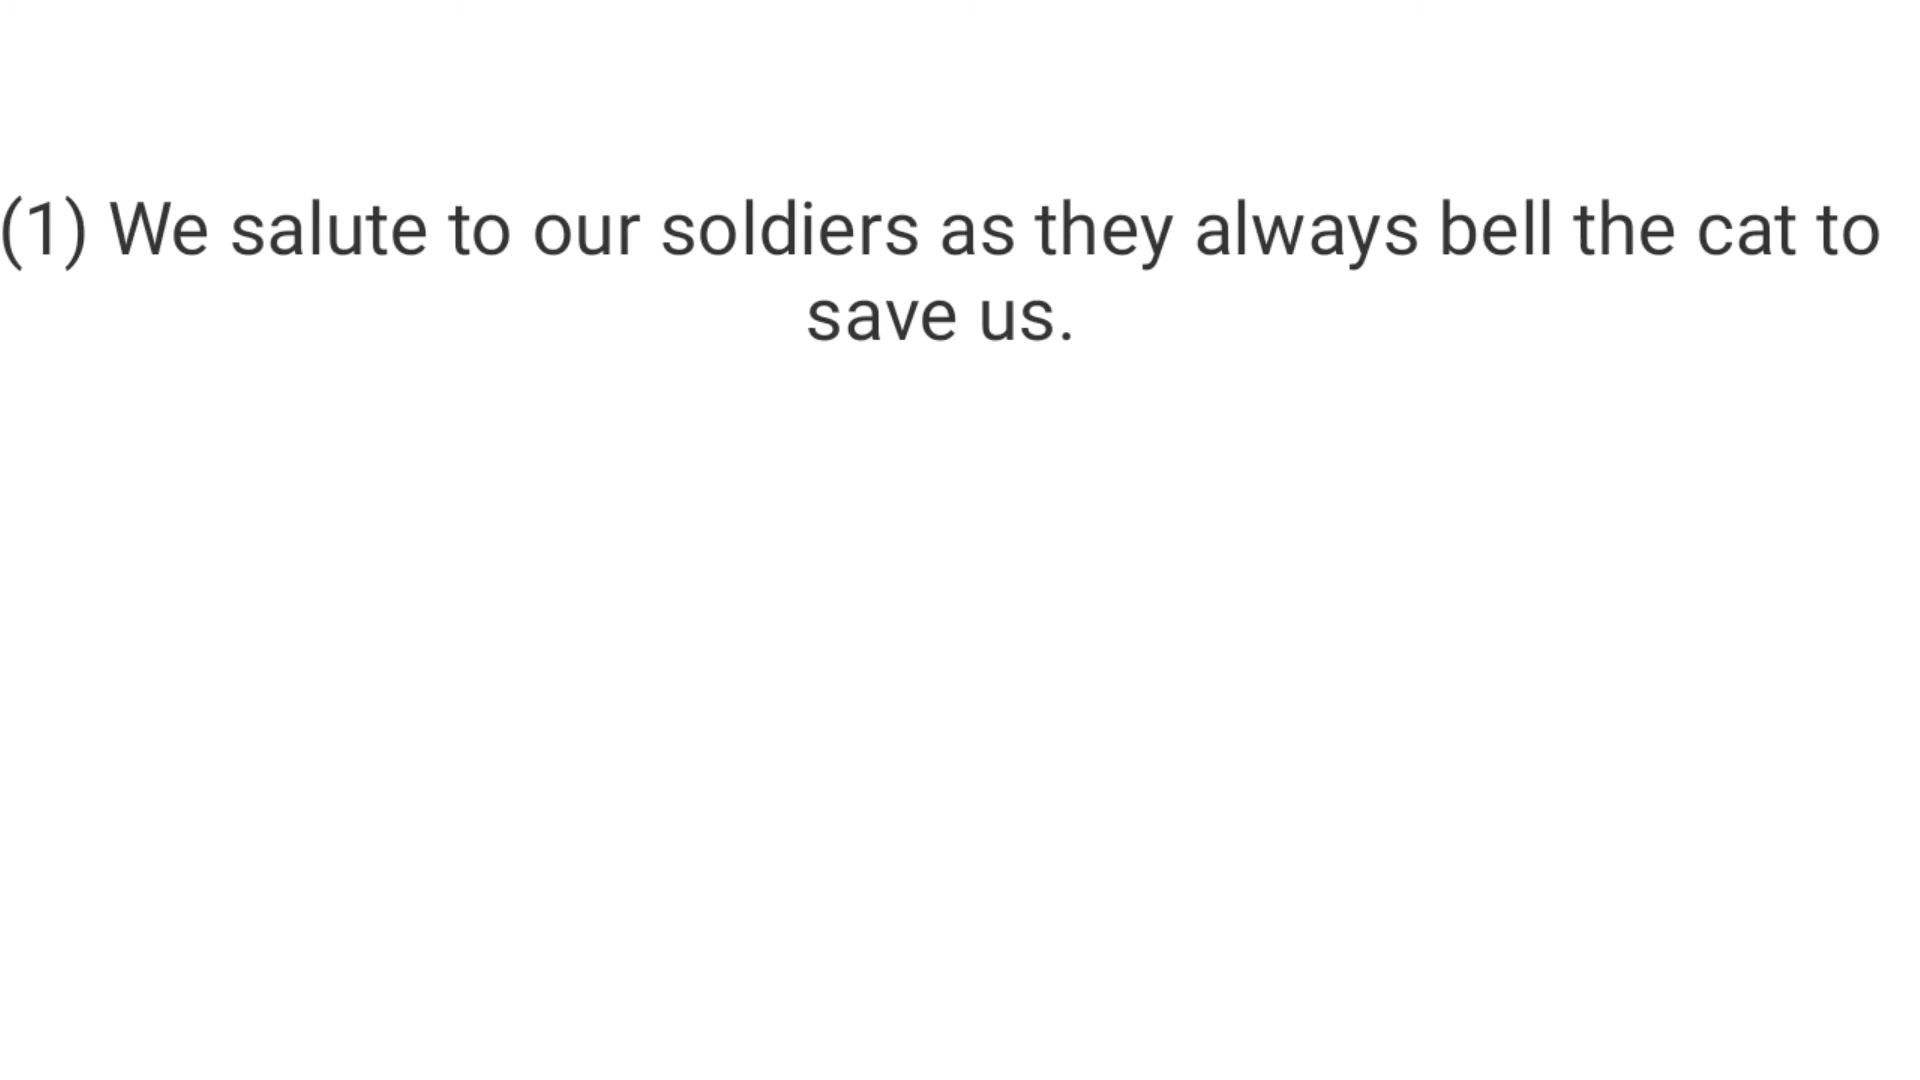 (1) We salute to our soldiers as they always bell the cat to
save us.